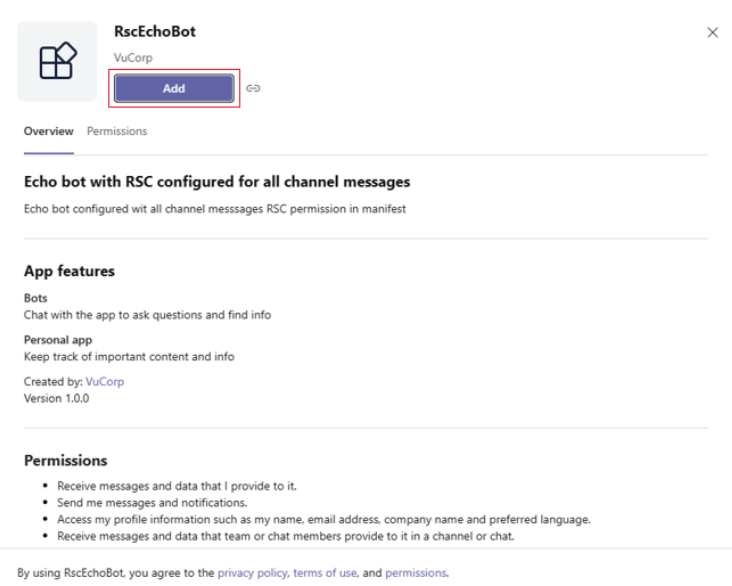 RscEchoBot
VuCorp
Add
Overview Permissions
Echo bot with RSC configured for all channel messages
Echo bot configured wit all channel messsages RSC permission in manifest
App features
Bots
Chat with the app to ask questions and find info
Personal app
Keep track of important content and info
Created by: VuCorp
Version 1.0.0
Permissions
• Receive messages and data that I provide to it.
• Send me messages and notifications.
• Access my profile information such as my name, email address, company name and preferred language.
• Receive messages and data that team or chat members provide to it in a channel or chat.
By using RscEchoBot, you agree to the privacy policy, terms of use, and permissions.